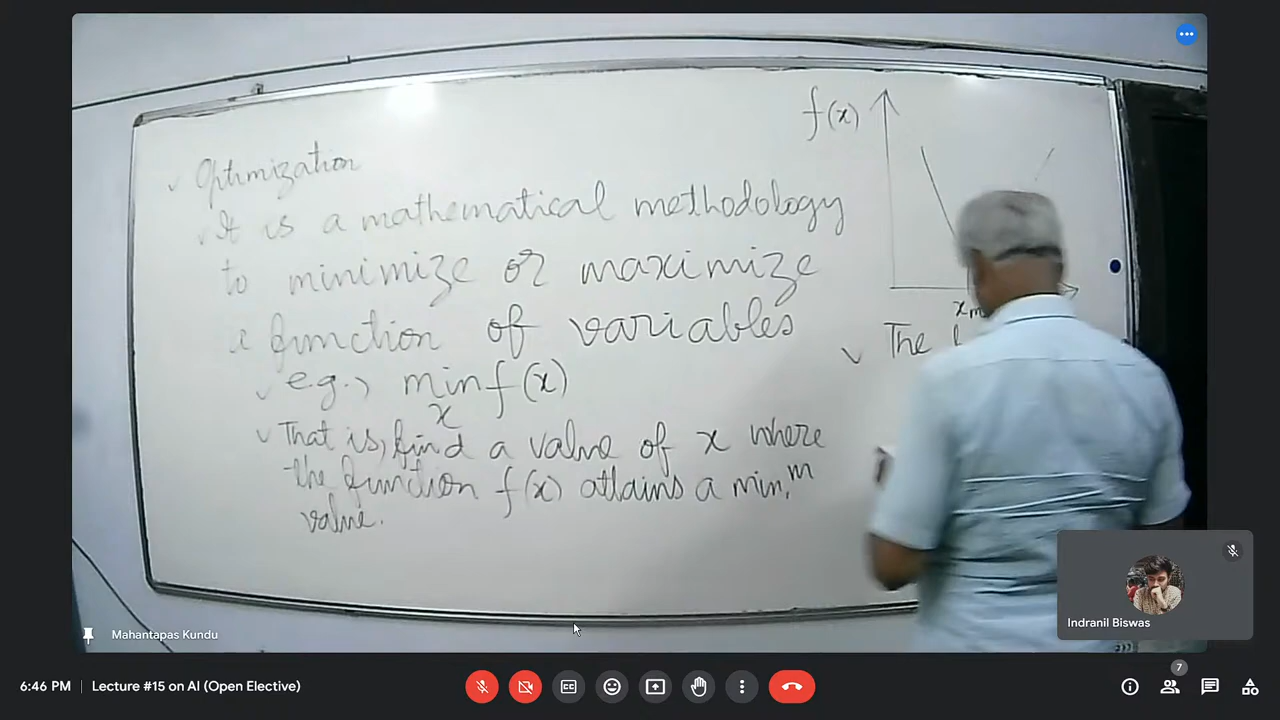 Optimization
It is a mathematical methodology
to minimize or maximize
a function of variables
e.g., min f(x)
x
That is, find a value of x where
the function f(x) attains a min.m
value.
f(x)
xm
The
Mahantapas Kundu
Indranil Biswas
6:46 PM | Lecture #15 on AI (Open Elective)
7